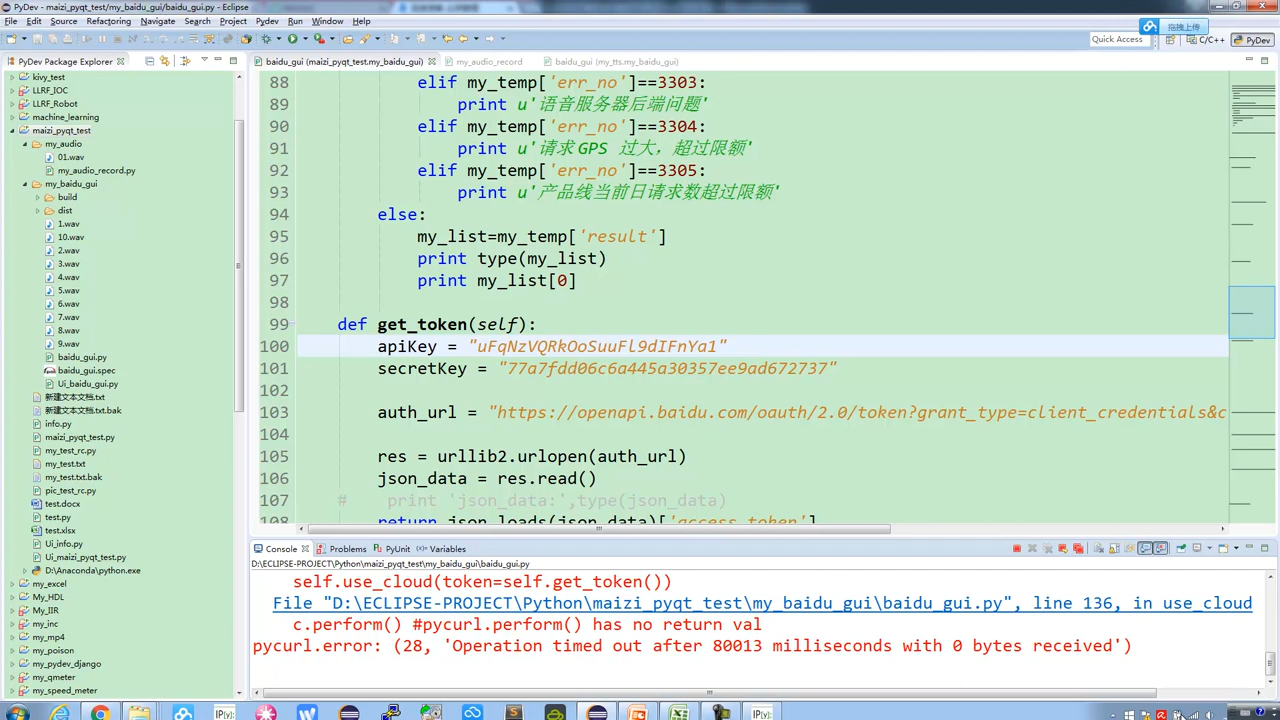 PyDev - maizi_pyqt_test/my_baidu_gui/baidu_gui.py - Eclipse
File Edit Source Refactoring Navigate Search Project Pydev Run Window Help
拖拽上传
Quick Access
C/C++
PyDev
PyDev Package Explorer
kivy_test
LLRF_IOC
LLRF_Robot
machine_learning
maizi_pyqt_test
my_audio
01.wav
my_audio_record.py
my_baidu_gui
build
dist
1.wav
10.wav
2.wav
3.wav
4.wav
5.wav
6.wav
7.wav
8.wav
9.wav
baidu_gui.py
baidu_gui.spec
Ui_baidu_gui.py
新建文本文档.txt
新建文本文档.txt.bak
info.py
maizi_pyqt_test.py
my_test_rc.py
my_test.txt
my_test.txt.bak
pic_test_rc.py
test.docx
test.py
test.xlsx
Ui_info.py
Ui_maizi_pyqt_test.py
D:\Anaconda\python.exe
my_excel
My_HDL
My_IIR
my_inc
my_mp4
my_poison
my_pydev_django
my_qmeter
my_speed_meter
baidu_gui (maizi_pyqt_test.my_baidu_gui)
my_audio_record
baidu_gui (my_tts.my_baidu_gui)
88 elif my_temp['err_no']==3303:
89 print u'语音服务器后端问题'
90 elif my_temp['err_no']==3304:
91 print u'请求GPS 过大，超过限额'
92 elif my_temp['err_no']==3305:
93 print u'产品线当前日请求数超过限额'
94 else:
95 my_list=my_temp['result']
96 print type(my_list)
97 print my_list[0]
98
99 def get_token(self):
100 apiKey = "uFqNzVQRkOoSuuFl9dIFnYa1"
101 secretKey = "77a7fdd06c6a445a30357ee9ad672737"
102
103 auth_url = "https://openapi.baidu.com/oauth/2.0/token?grant_type=client_credentials&c
104
105 res = urllib2.urlopen(auth_url)
106 json_data = res.read()
107 # print 'json_data:',type(json_data)
108 return json.loads(json_data)['access_token']
Console Problems PyUnit Variables
D:\ECLIPSE-PROJECT\Python\maizi_pyqt_test\my_baidu_gui\baidu_gui.py
self.use_cloud(token=self.get_token())
File "D:\ECLIPSE-PROJECT\Python\maizi_pyqt_test\my_baidu_gui\baidu_gui.py", line 136, in use_cloud
c.perform() #pycurl.perform() has no return val
pycurl.error: (28, 'Operation timed out after 80013 milliseconds with 0 bytes received')